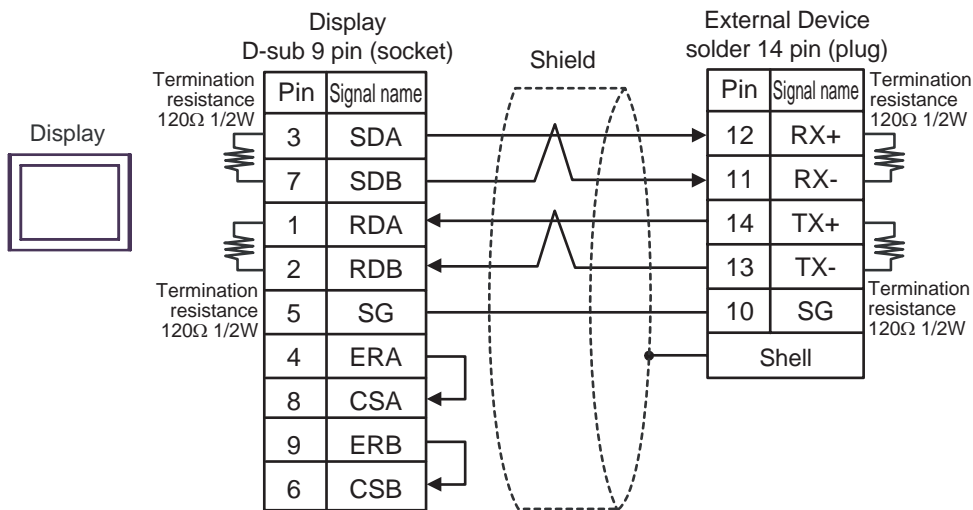 Display
D-sub 9 pin (socket)
Shield
External Device
solder 14 pin (plug)
Termination
resistance
120Ω 1/2W
Pin Signal name
3 SDA
7 SDB
1 RDA
2 RDB
5 SG
4 ERA
8 CSA
9 ERB
6 CSB
Termination
resistance
120Ω 1/2W
Display
Pin Signal name
12 RX+
11 RX-
14 TX+
13 TX-
10 SG
Shell
Termination
resistance
120Ω 1/2W
Termination
resistance
120Ω 1/2W